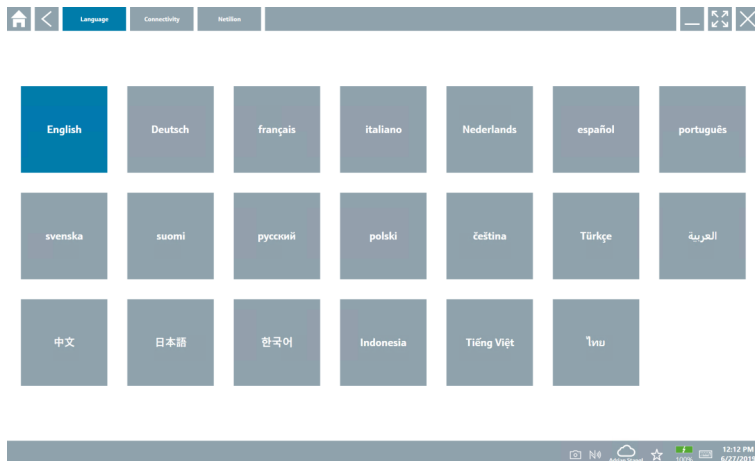 Language Connectivity Netilion
English Deutsch français italiano Nederlands español português
svenska suomi русский polski čeština Türkçe العربية
中文 日本語 한국어 Indonesia Tiếng Việt ไทย
12:12 PM
100% 6/27/2019